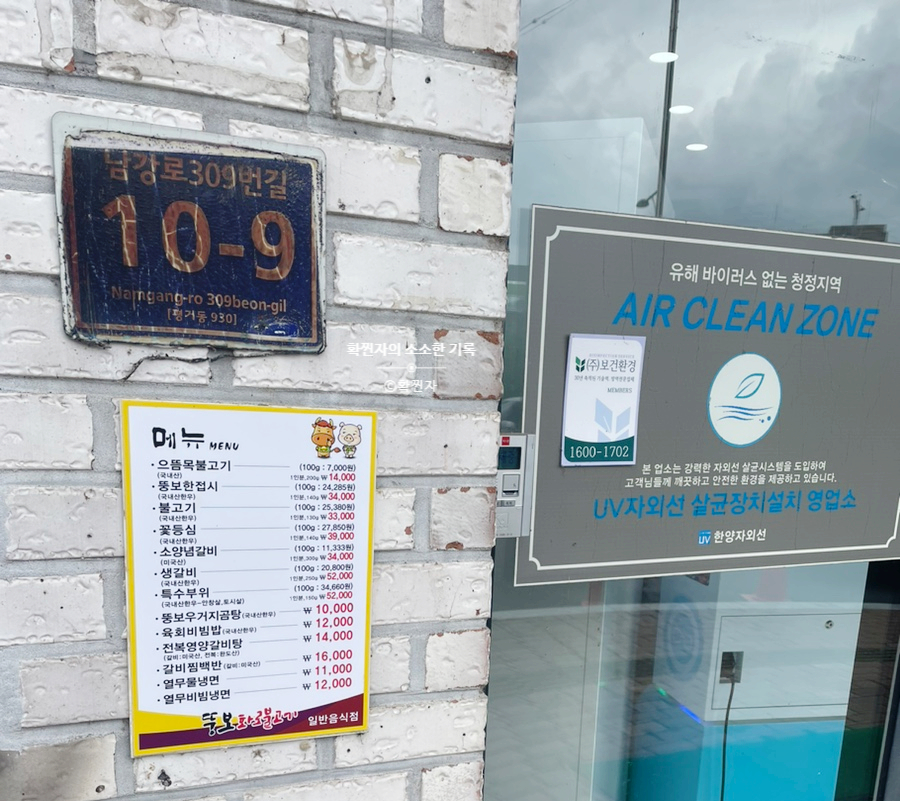 남강로309번길
10-9
Namgang-ro 309beon-gil
[평거동 930]
확찐자의 소소한 기록
©확찐자
메뉴 MENU
· 으뜸목불고기 (100g : 7,000원)
(국내산) 1인분,200g ₩ 14,000
· 뚱보한접시 (100g : 24,285원)
(국내산한우) 1인분,140g ₩ 34,000
· 불고기 (100g : 25,380원)
(국내산한우) 1인분,130g ₩ 33,000
· 꽃등심 (100g : 27,850원)
(국내산한우) 1인분,140g ₩ 39,000
· 소양념갈비 (100g : 11,333원)
(미국산) 1인분,300g ₩ 34,000
· 생갈비 (100g : 20,800원)
(국내산한우) 1인분,250g ₩ 52,000
· 특수부위 (100g : 34,660원)
(국내산한우-안창살,토시살) 1인분,150g ₩ 52,000
· 뚱보우거지곰탕(국내산한우) ₩ 10,000
· 육회비빔밥(국내산한우) ₩ 12,000
· 전복영양갈비탕 ₩ 14,000
(갈비:미국산, 전복:완도산)
· 갈비찜백반(갈비:미국산) ₩ 16,000
· 열무물냉면 ₩ 11,000
· 열무비빔냉면 ₩ 12,000
뚱보화로불고기 일반음식점
유해 바이러스 없는 청정지역
AIR CLEAN ZONE
(주)보건환경
MEMBERS
1600-1702
본 업소는 강력한 자외선 살균시스템을 도입하여
고객님들께 깨끗하고 안전한 환경을 제공하고 있습니다.
UV자외선 살균장치설치 영업소
UV 한양자외선